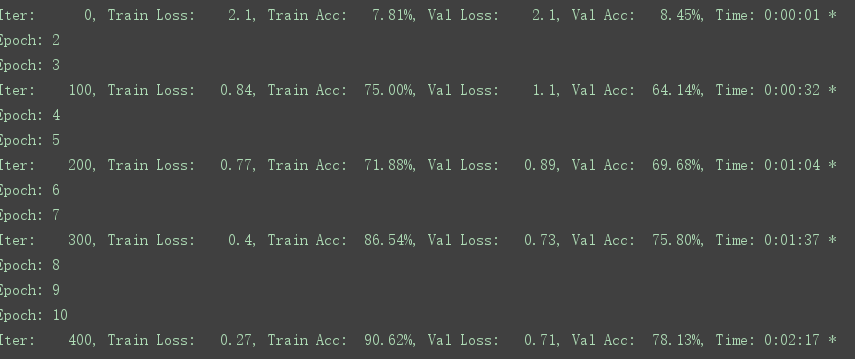 Iter:    0, Train Loss:   2.1, Train Acc:  7.81%, Val Loss:   2.1, Val Acc:  8.45%, Time: 0:00:01 *
Epoch: 2
Epoch: 3
Iter:    100, Train Loss:  0.84, Train Acc: 75.00%, Val Loss:   1.1, Val Acc: 64.14%, Time: 0:00:32 *
Epoch: 4
Epoch: 5
Iter:    200, Train Loss:  0.77, Train Acc: 71.88%, Val Loss:  0.89, Val Acc: 69.68%, Time: 0:01:04 *
Epoch: 6
Epoch: 7
Iter:    300, Train Loss:   0.4, Train Acc: 86.54%, Val Loss:  0.73, Val Acc: 75.80%, Time: 0:01:37 *
Epoch: 8
Epoch: 9
Epoch: 10
Iter:    400, Train Loss:  0.27, Train Acc: 90.62%, Val Loss:  0.71, Val Acc: 78.13%, Time: 0:02:17 *